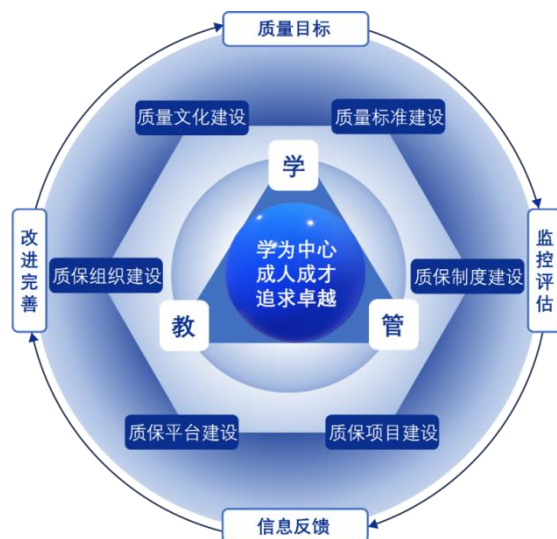 质量目标
质量文化建设
质量标准建设
学
改进完善
质保组织建设
学为中心
成人成才
追求卓越
质保制度建设
监控评估
教
管
质保平台建设
质保项目建设
信息反馈